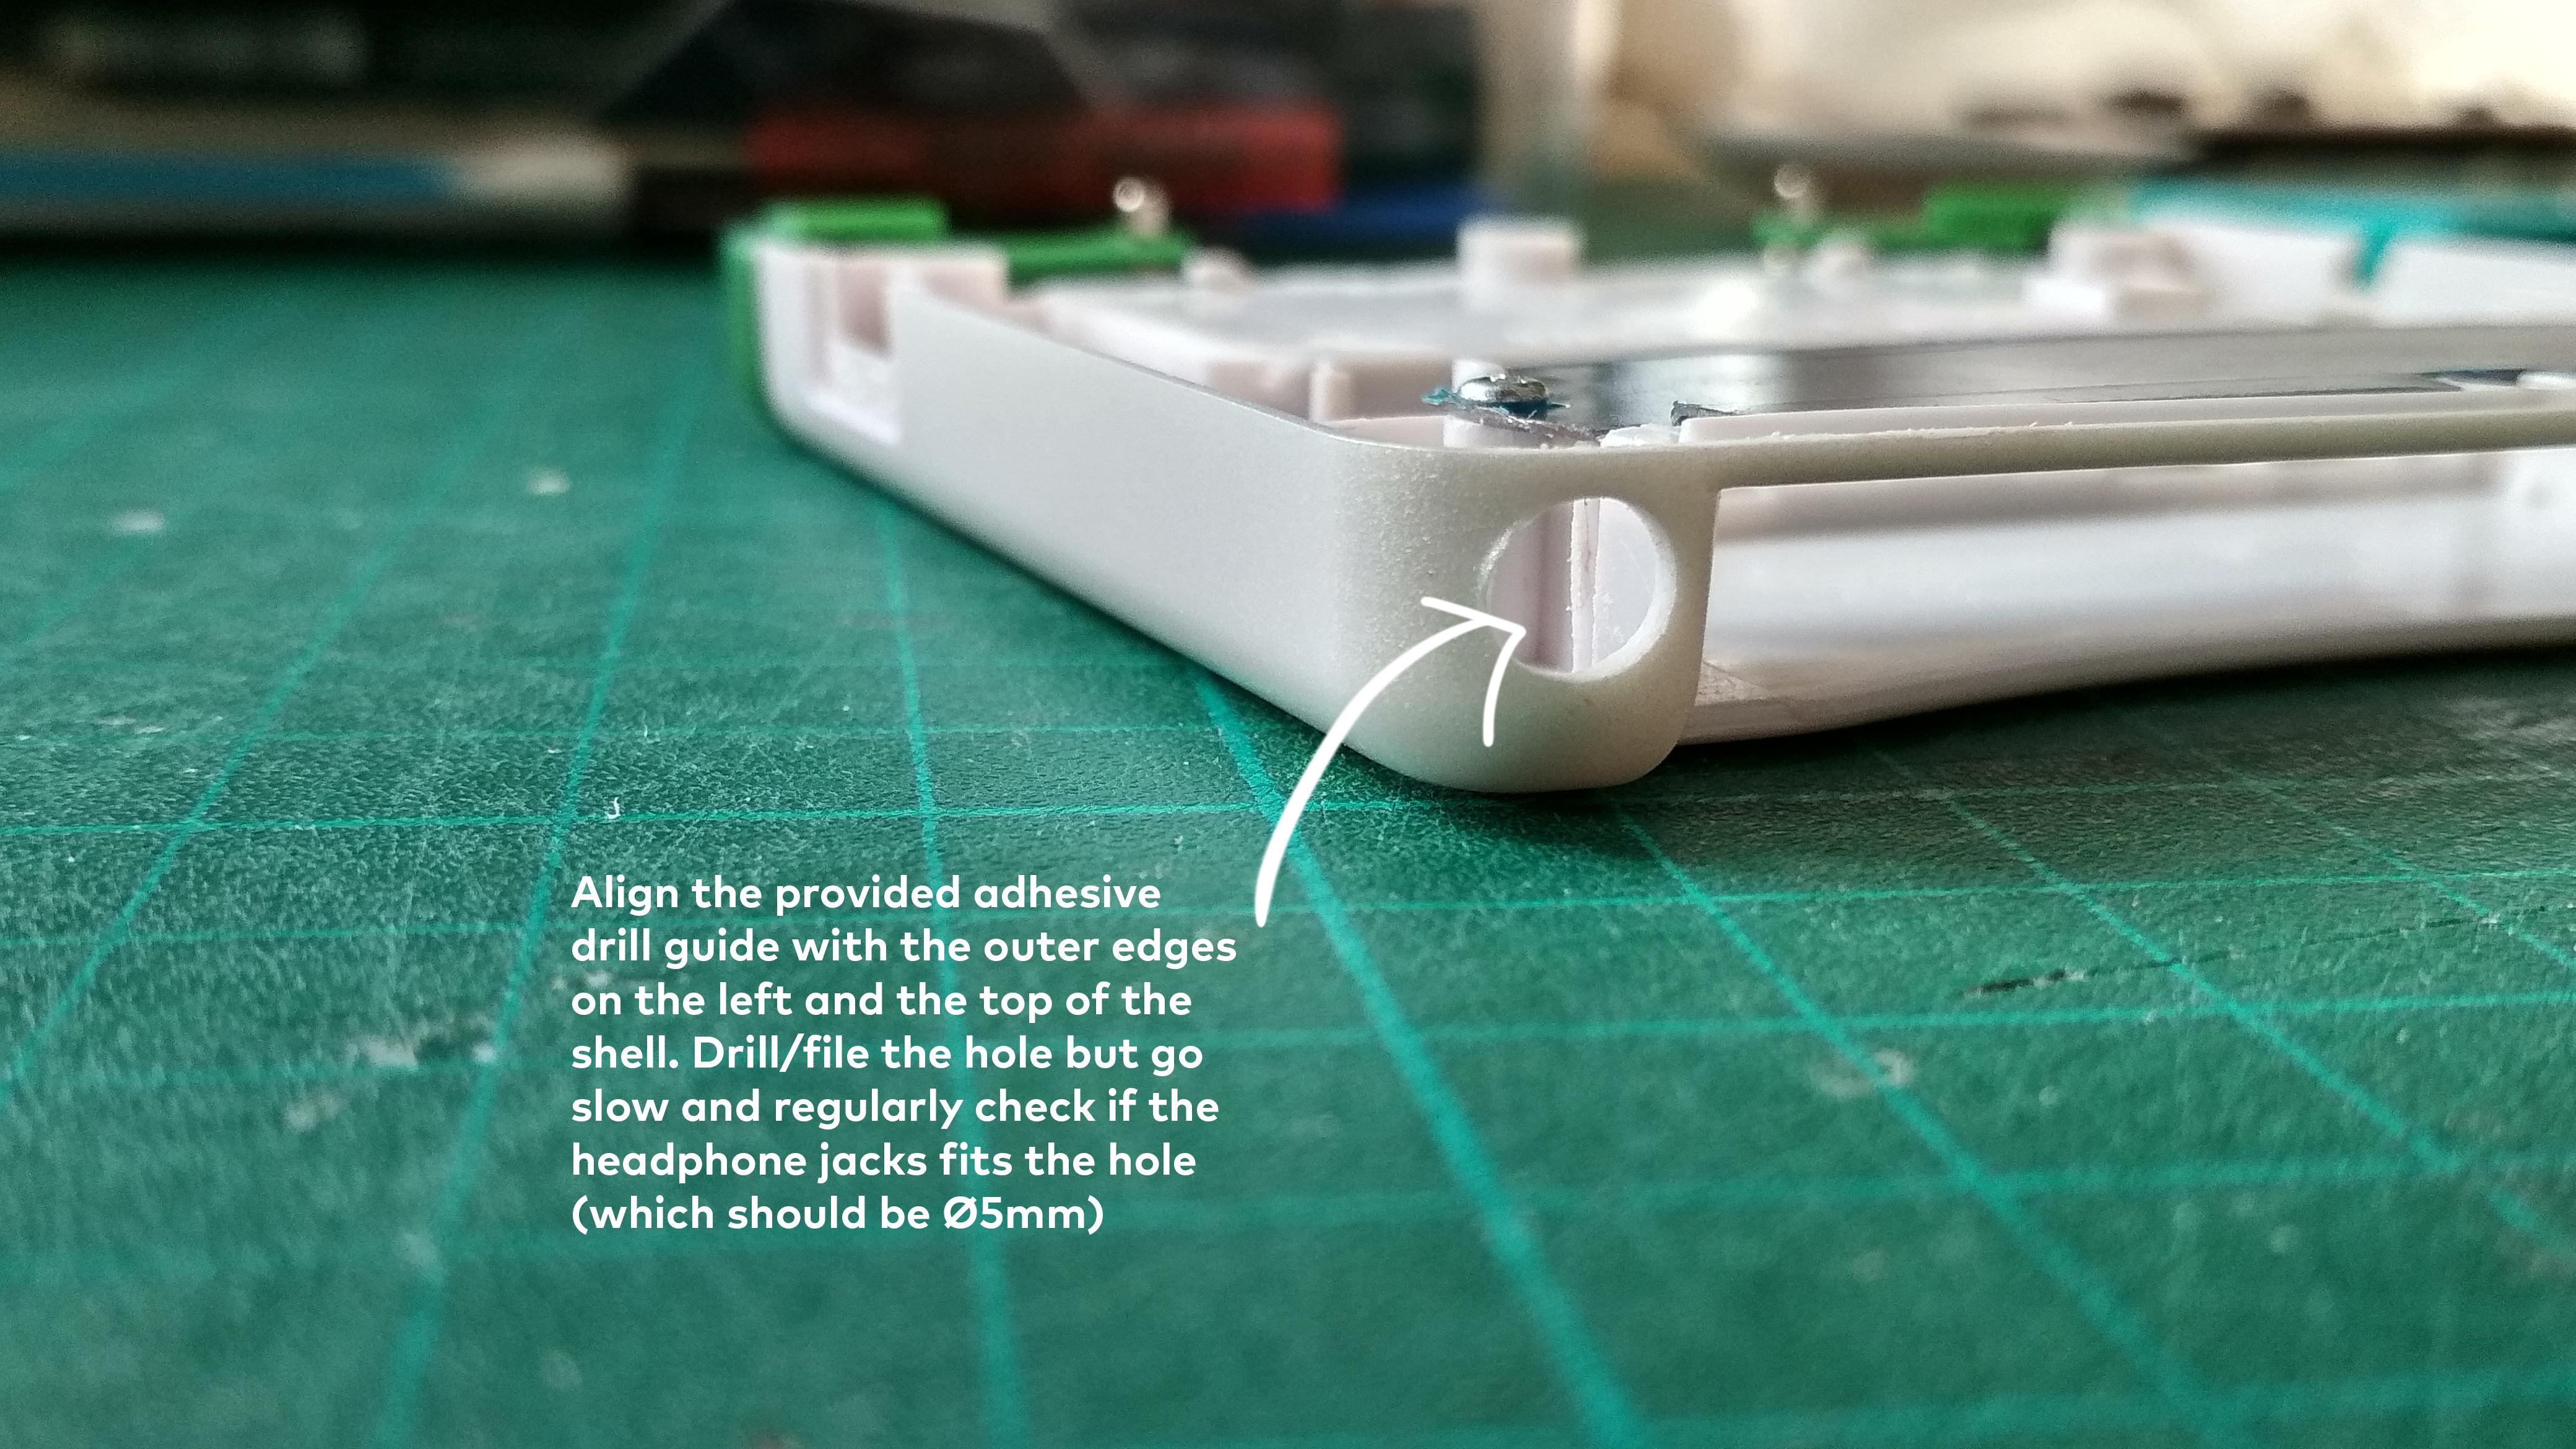 Align the provided adhesive
drill guide with the outer edges
on the left and the top of the
shell. Drill/file the hole but go
slow and regularly check if the
headphone jacks fits the hole
(which should be Ø5mm)